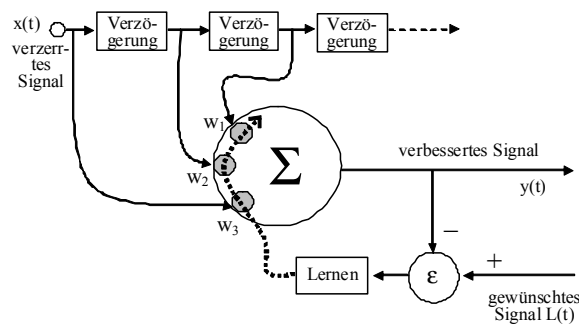 x(t)
verzerr-
tes
Signal
Verzö-
gerung
Verzö-
gerung
Verzö-
gerung
w1
w2
w3
Σ
verbessertes Signal
y(t)
−
+
ε
Lernen
gewünschtes
Signal L(t)